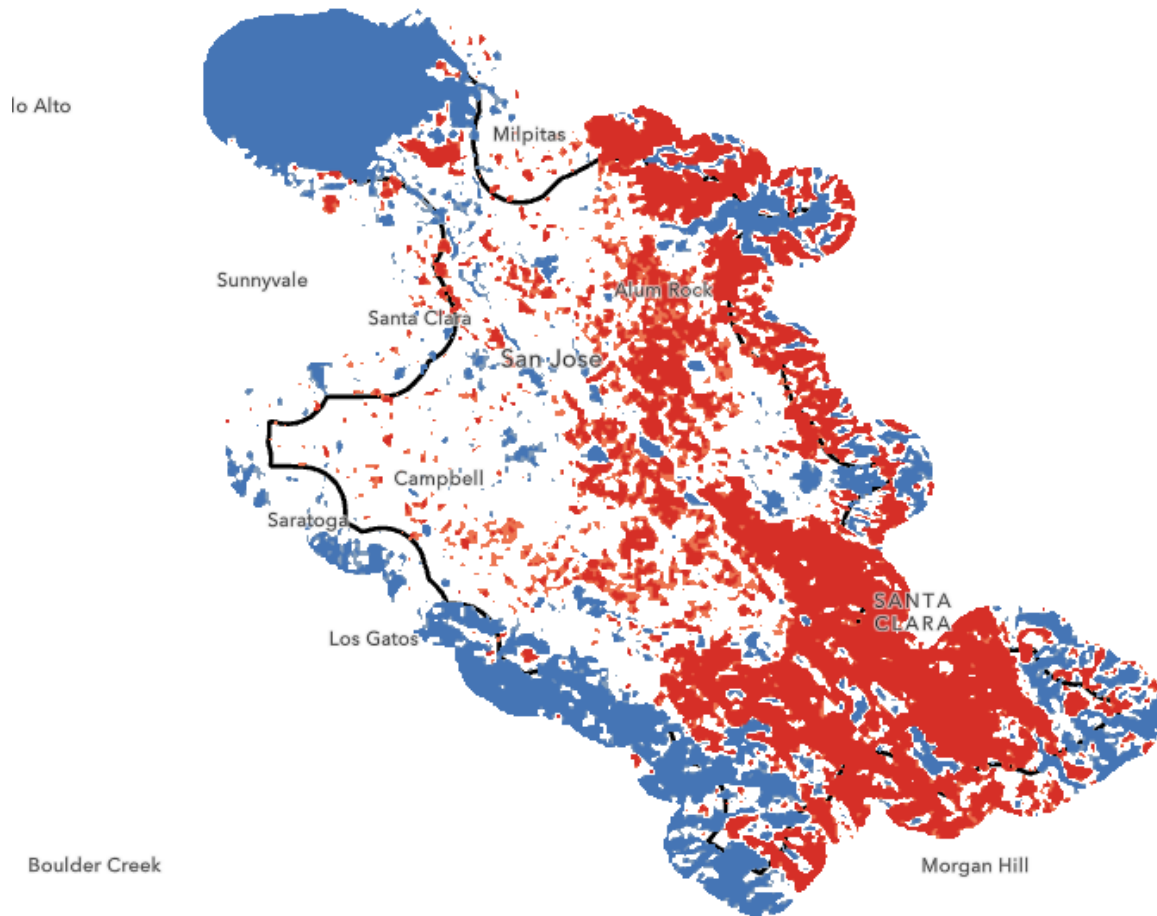 lo Alto
Milpitas
Sunnyvale
Alum Rock
Santa Clara
San Jose
Campbell
Saratoga
SANTA
CLARA
Los Gatos
Boulder Creek
Morgan Hill